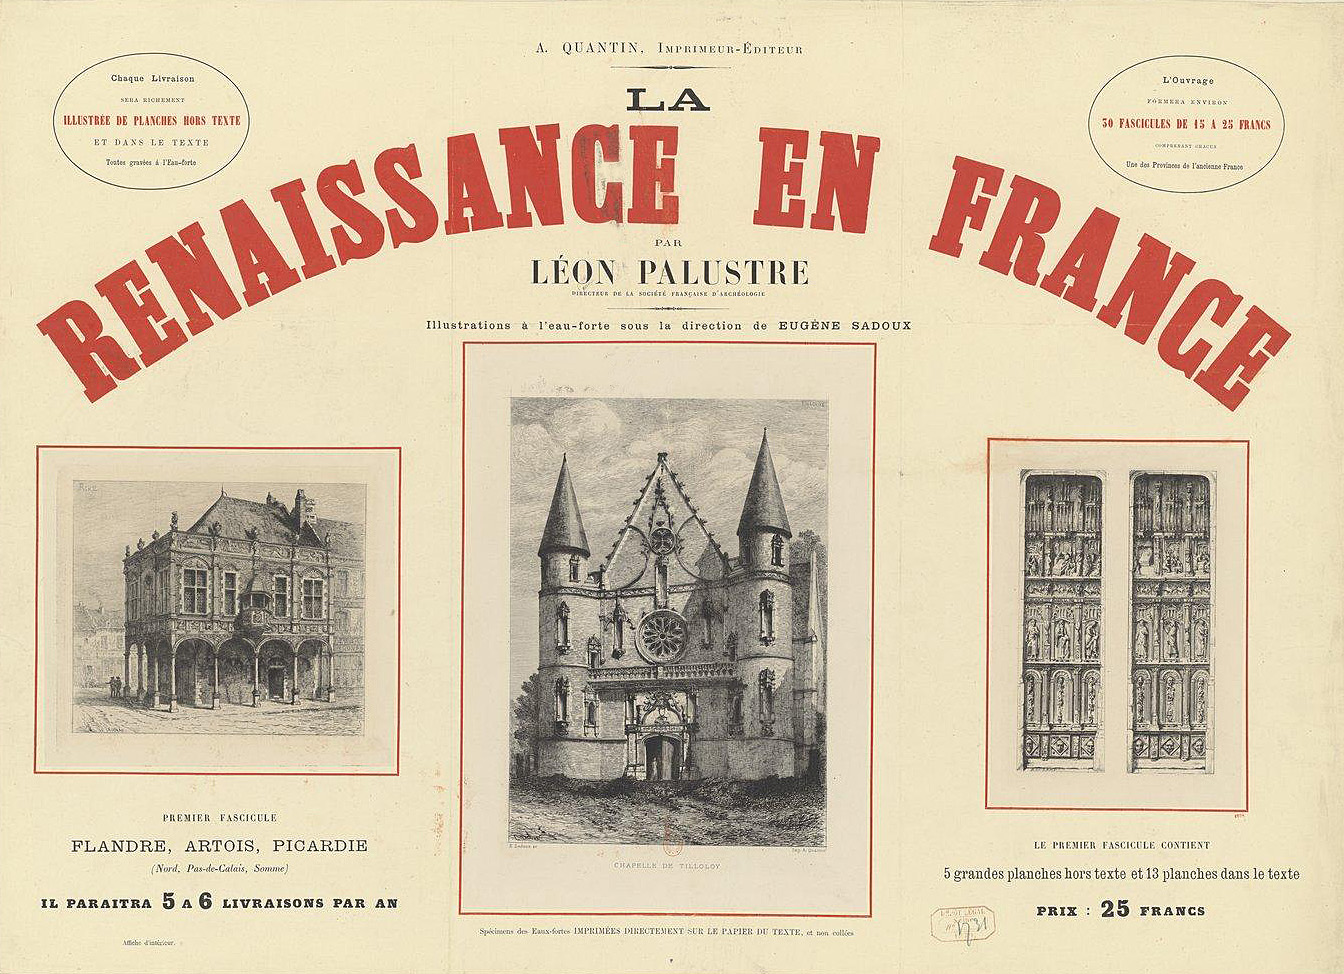 A. QUANTIN, Imprimeur-Éditeur
Chaque Livraison
SERA RICHEMENT
ILLUSTRÉE DE PLANCHES HORS TEXTE
ET DANS LE TEXTE
Toutes gravées à l'Eau-forte
L'Ouvrage
FORMERA ENVIRON
30 FASCICULES DE 15 A 25 FRANCS
COMPRENANT CHACUN
Une des Provinces de l'ancienne France
LA
RENAISSANCE EN FRANCE
PAR
LÉON PALUSTRE
DIRECTEUR DE LA SOCIÉTÉ FRANÇAISE D'ARCHÉOLOGIE
Illustrations à l'eau-forte sous la direction de EUGÈNE SADOUX
CHAPELLE DE TILLOLOY
Spécimens des Eaux-fortes IMPRIMÉES DIRECTEMENT SUR LE PAPIER DU TEXTE, et non collées
PREMIER FASCICULE
FLANDRE, ARTOIS, PICARDIE
(Nord, Pas-de-Calais, Somme)
IL PARAITRA 5 A 6 LIVRAISONS PAR AN
Affiche d'intérieur.
LE PREMIER FASCICULE CONTIENT
5 grandes planches hors texte et 13 planches dans le texte
PRIX : 25 FRANCS